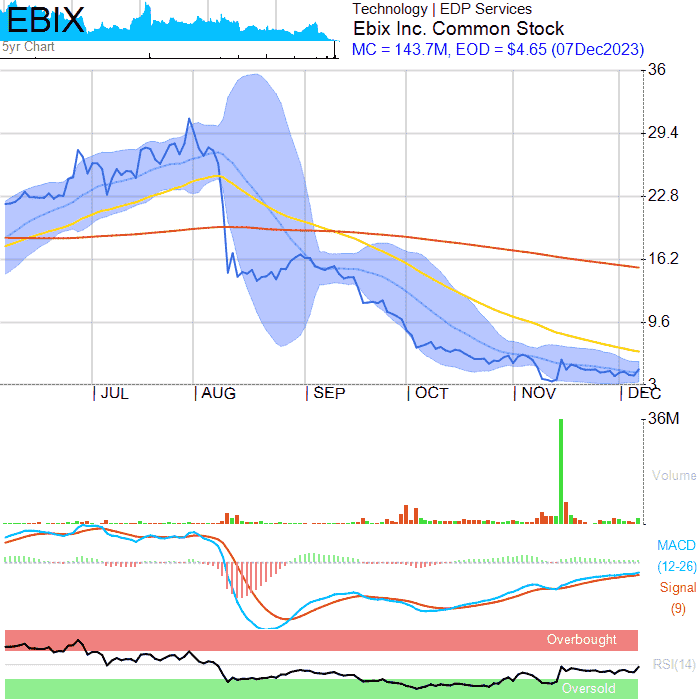 EBIX
5yr Chart
Technology | EDP Services
Ebix Inc. Common Stock
MC = 143.7M, EOD = $4.65 (07Dec2023)
36
29.4
22.8
16.2
9.6
3
JUL AUG SEP OCT NOV DEC
36M
Volume
MACD
(12-26)
Signal
(9)
Overbought
RSI(14)
Oversold